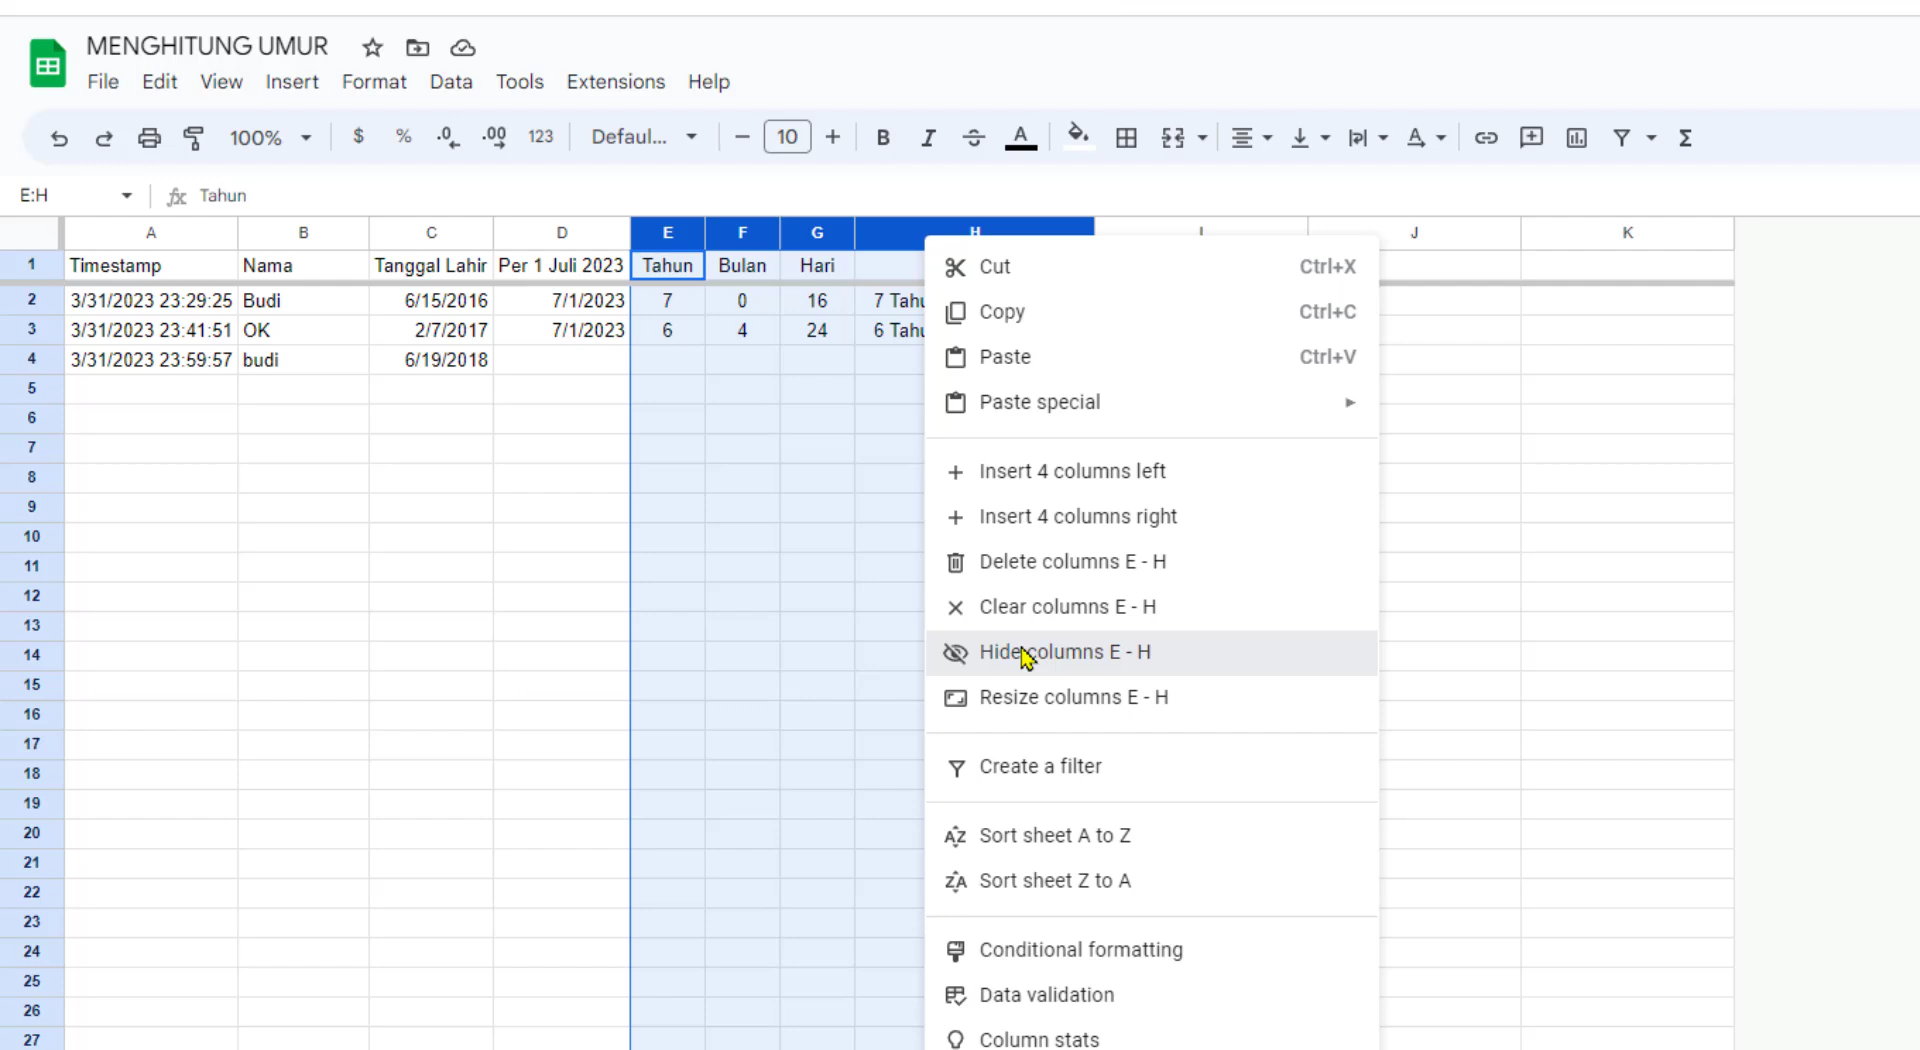 MENGHITUNG UMUR
File Edit View Insert Format Data Tools Extensions Help
100% $ % .0 .00 123 Defaul... 10 B I A A Σ
E:H fx Tahun
A B C D E F G H I J K
1 Timestamp Nama Tanggal Lahir Per 1 Juli 2023 Tahun Bulan Hari
2 3/31/2023 23:29:25 Budi 6/15/2016 7/1/2023 7 0 16 7 Tahu
3 3/31/2023 23:41:51 OK 2/7/2017 7/1/2023 6 4 24 6 Tahu
4 3/31/2023 23:59:57 budi 6/19/2018
5
6
7
8
9
10
11
12
13
14
15
16
17
18
19
20
21
22
23
24
25
26
27
Cut Ctrl+X
Copy Ctrl+C
Paste Ctrl+V
Paste special
Insert 4 columns left
Insert 4 columns right
Delete columns E - H
Clear columns E - H
Hide columns E - H
Resize columns E - H
Create a filter
Sort sheet A to Z
Sort sheet Z to A
Conditional formatting
Data validation
Column stats